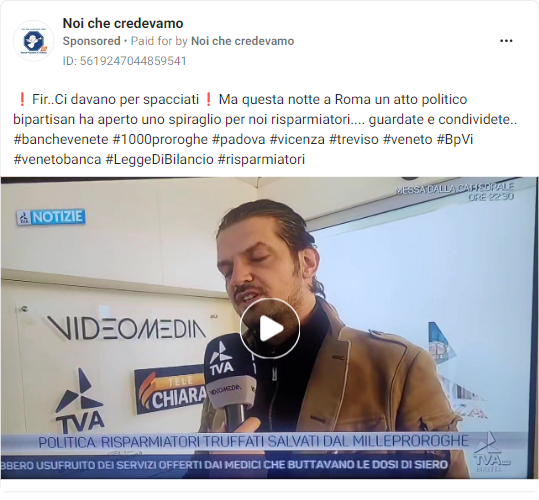 Noi che credevamo
Sponsored • Paid for by Noi che credevamo
ID: 5619247044859541
❗Fir..Ci davano per spacciati❗Ma questa notte a Roma un atto politico
bipartisan ha aperto uno spiraglio per noi risparmiatori.... guardate e condividete..
#banchevenete #1000proroghe #padova #vicenza #treviso #veneto #BpVi
#venetobanca #LeggeDiBilancio #risparmiatori
MESSA DALLA CATTEDRALE
ORE 22:30
TVA NOTIZIE
VIDEOMEDIA
TVA
VIDEOMEDIA
TELE
CHIARA
TVA
POLITICA. RISPARMIATORI TRUFFATI SALVATI DAL MILLEPROROGHE
TVA
BBERO USUFRUITO DEI SERVIZI OFFERTI DAI MEDICI CHE BUTTAVANO LE DOSI DI SIERO